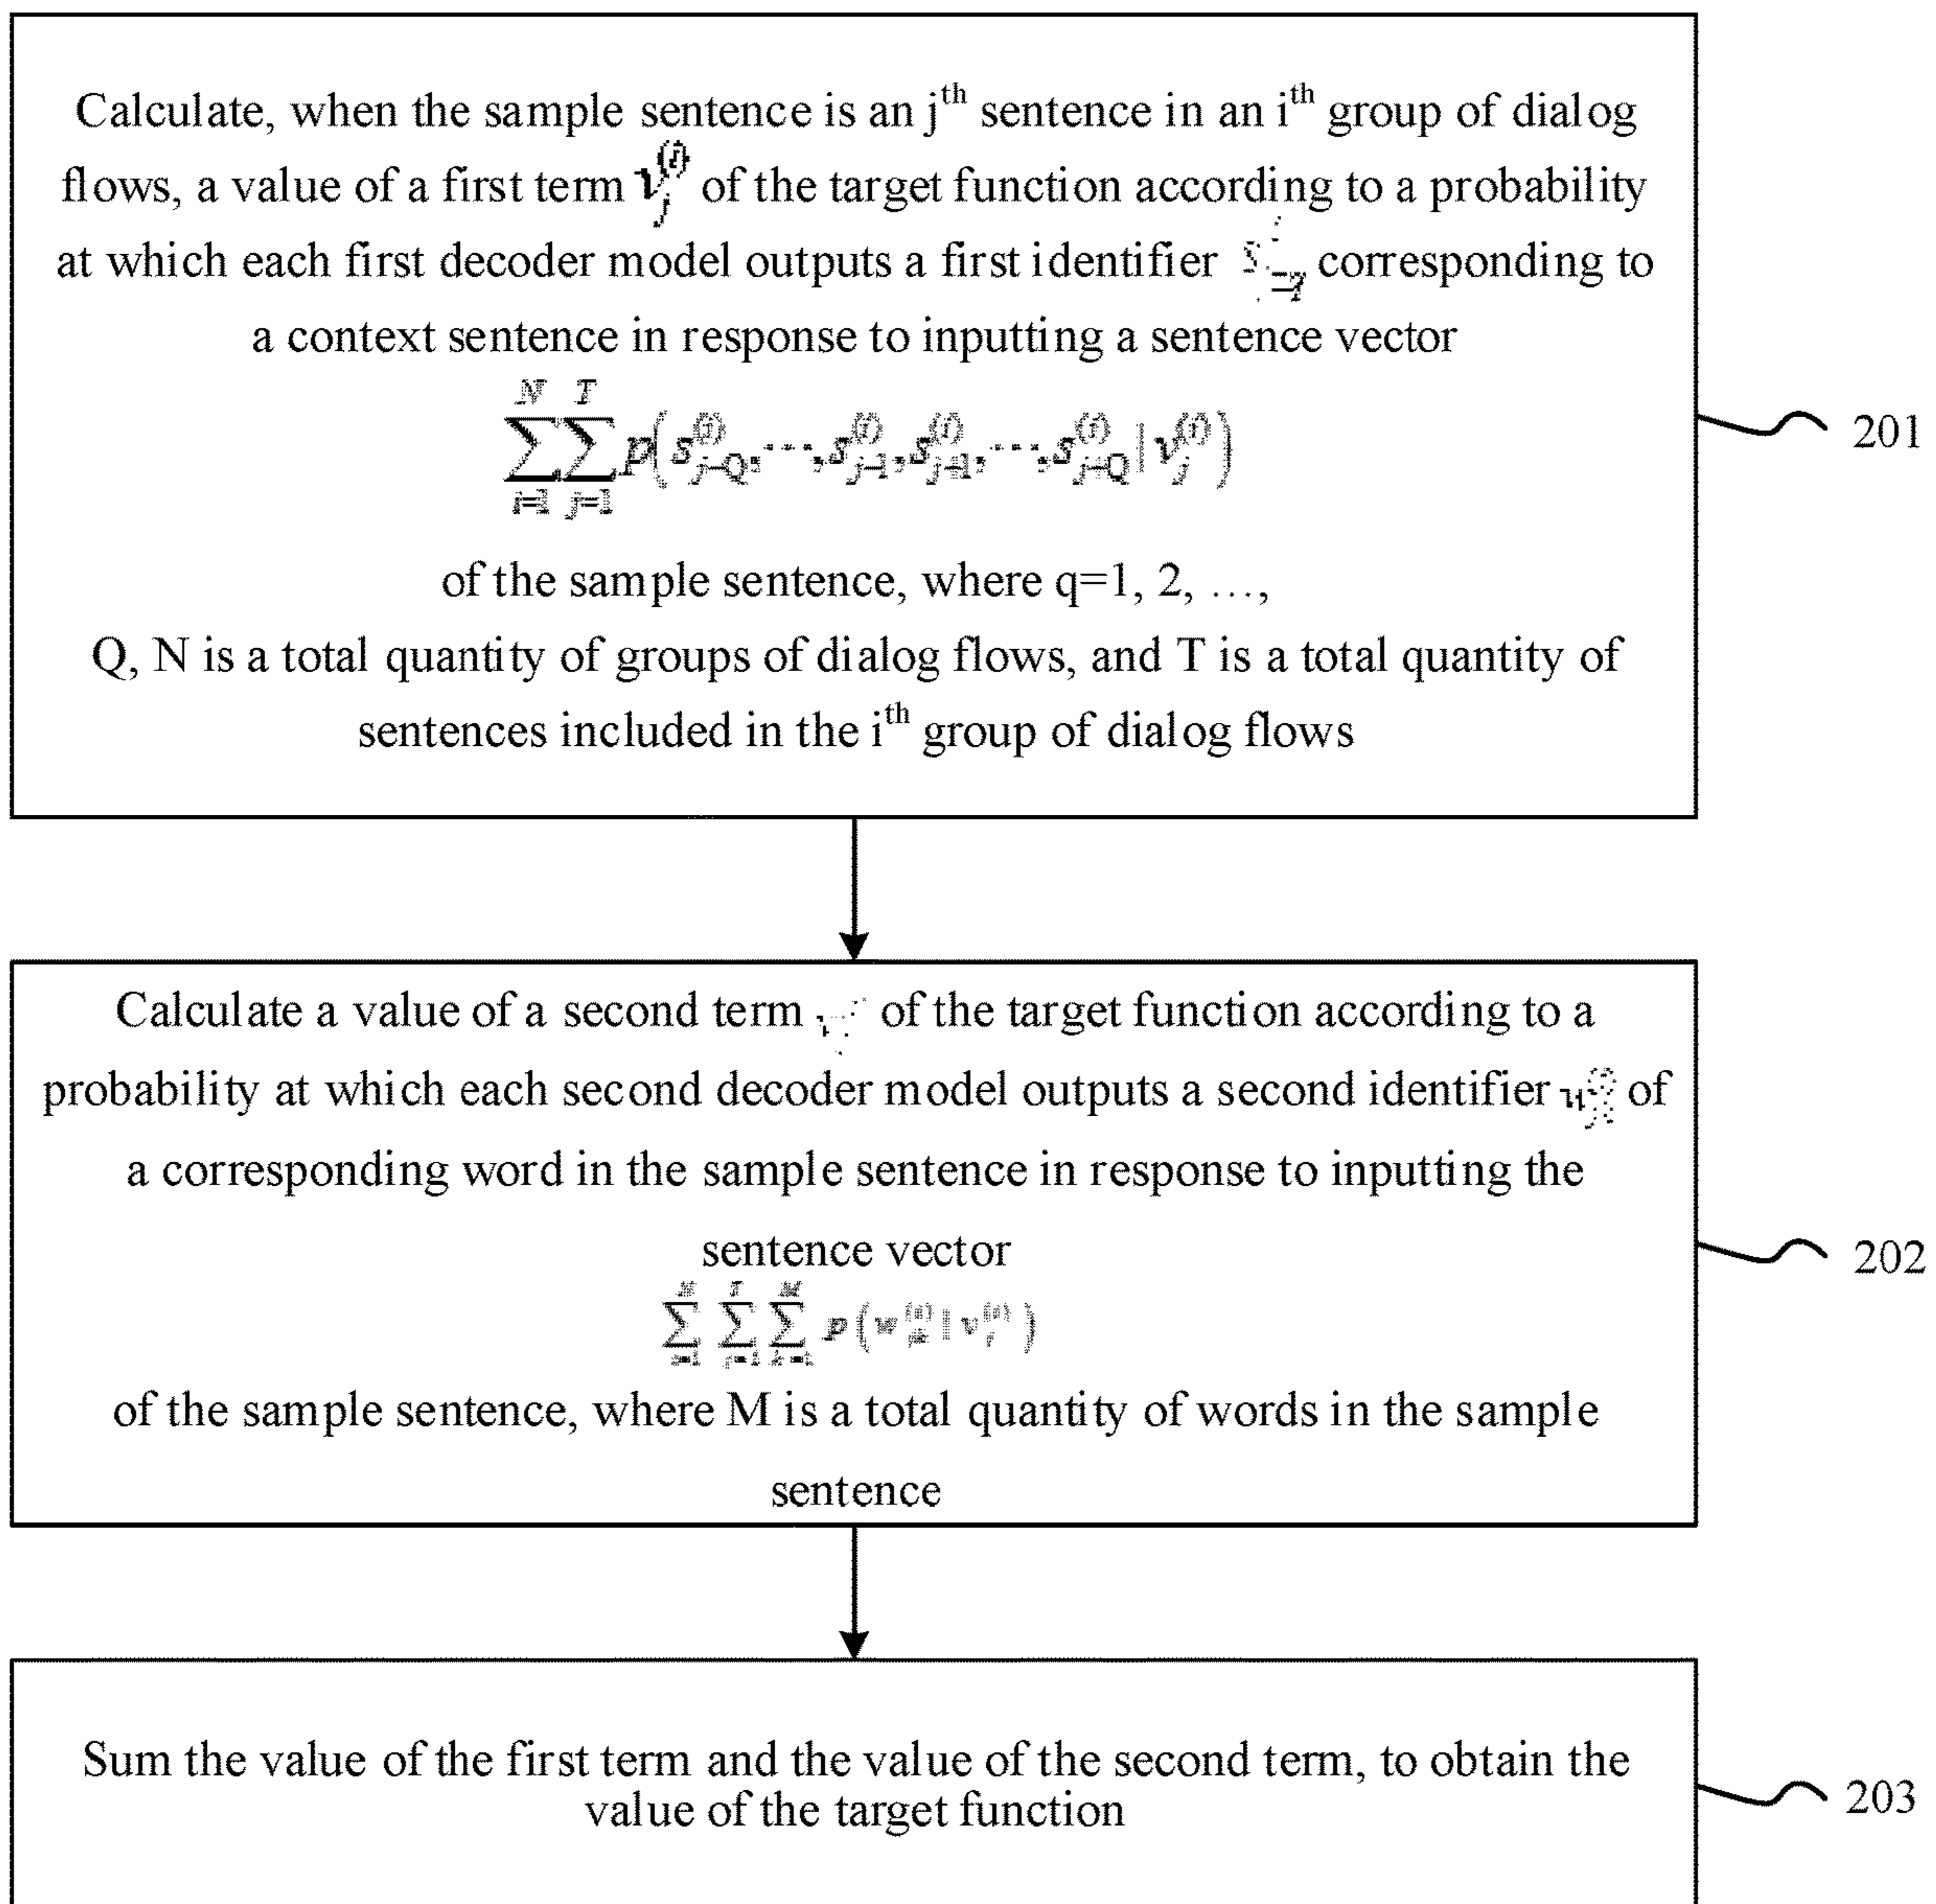 Calculate, when the sample sentence is an jth sentence in an ith group of dialog
flows, a value of a first term v_j^(i) of the target function according to a probability
at which each first decoder model outputs a first identifier corresponding to
a context sentence in response to inputting a sentence vector
∑_{i=1}^{N} ∑_{j=1}^{T} p(s_{j-Q}^{(i)}, ⋯, s_{j-1}^{(i)}, s_{j+1}^{(i)}, ⋯, s_{j+Q}^{(i)} | v_j^{(i)})
of the sample sentence, where q=1, 2, …,
Q, N is a total quantity of groups of dialog flows, and T is a total quantity of
sentences included in the ith group of dialog flows
201
Calculate a value of a second term of the target function according to a
probability at which each second decoder model outputs a second identifier of
a corresponding word in the sample sentence in response to inputting the
sentence vector
∑ ∑ ∑ p(w_{jk}^{(i)} | v_j^{(i)})
of the sample sentence, where M is a total quantity of words in the sample
sentence
202
Sum the value of the first term and the value of the second term, to obtain the
value of the target function
203